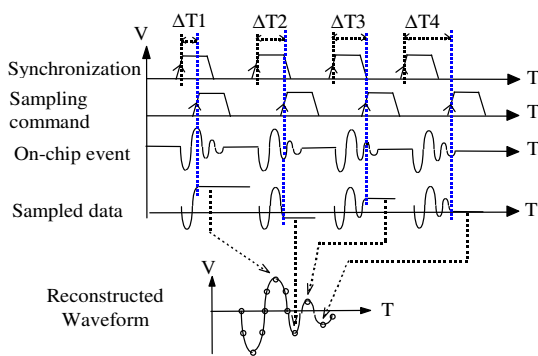 ΔT1 ΔT2 ΔT3 ΔT4
V
Synchronization T
Sampling
command T
On-chip event T
Sampled data T
V
Reconstructed
Waveform T